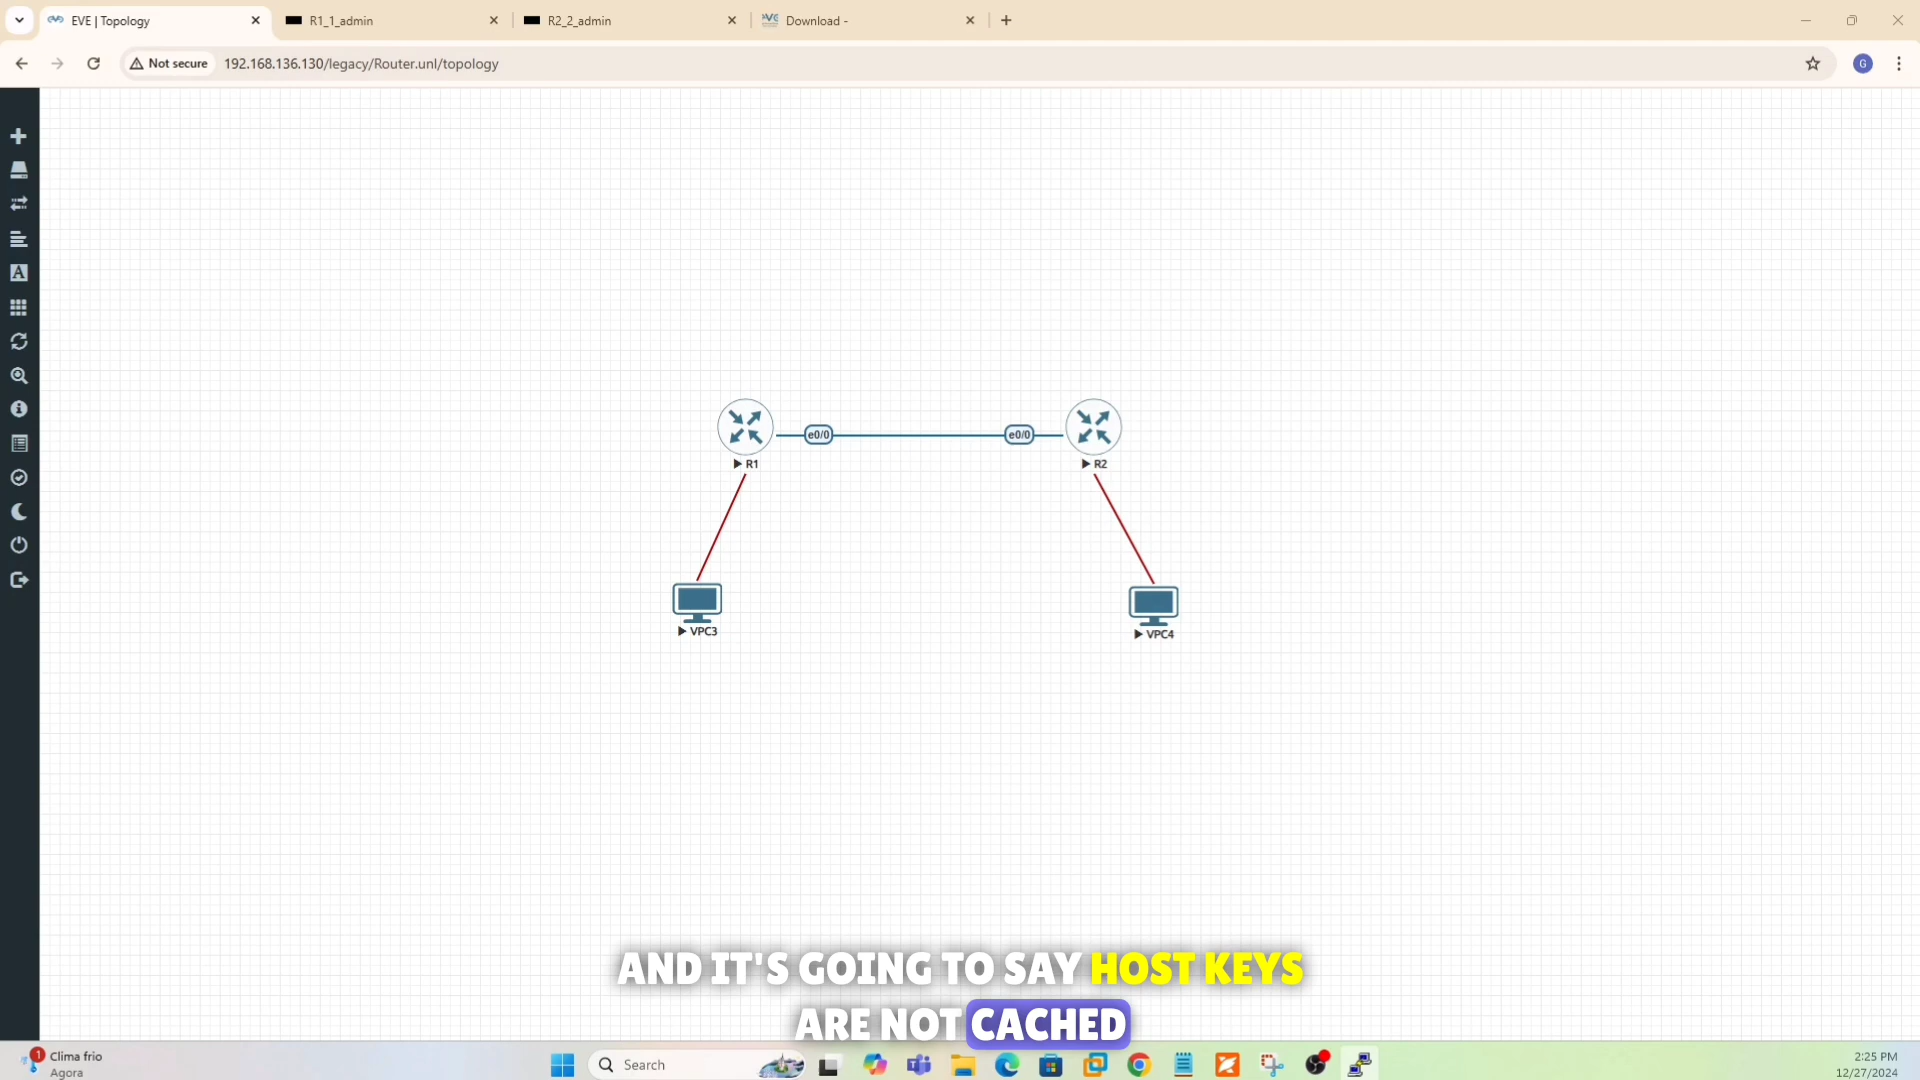 EVE | Topology
R1_1_admin
R2_2_admin
Download -
Not secure
192.168.136.130/legacy/Router.unl/topology
G
A
e0/0
e0/0
R1
R2
VPC3
VPC4
AND IT'S GOING TO SAY HOST KEYS
ARE NOT CACHED
1
Clima frio
Agora
Search
2:25 PM
12/27/2024